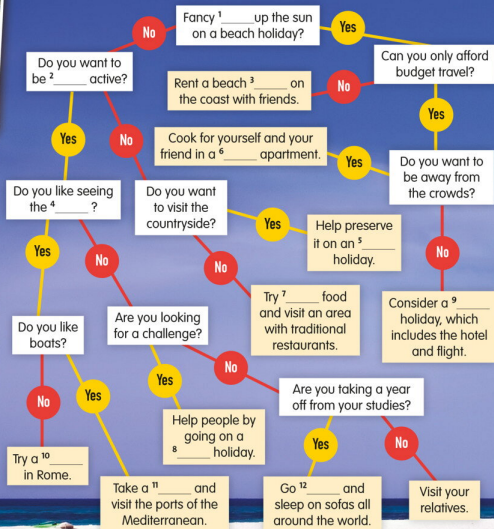 Fancy 1_____up the sun
on a beach holiday?
No
Yes
Do you want to
be 2_____ active?
Can you only afford
budget travel?
Rent a beach 3_____ on
the coast with friends.
No
Yes
Yes
No
Cook for yourself and your
friend in a 6_____ apartment.
Yes
Do you want to
be away from
the crowds?
Do you like seeing
the 4_____ ?
Do you want
to visit the
countryside?
Yes
Help preserve
it on an 5_____
holiday.
No
Yes
No
No
Try 7_____ food
and visit an area
with traditional
restaurants.
Consider a 9_____
holiday, which
includes the hotel
and flight.
Do you like
boats?
Are you looking
for a challenge?
No
Yes
Yes
No
Are you taking a year
off from your studies?
Help people by
going on a
8_____ holiday.
Yes
No
Try a 10_____
in Rome.
Take a 11_____ and
visit the ports of the
Mediterranean.
Go 12_____ and
sleep on sofas all
around the world.
Visit your
relatives.